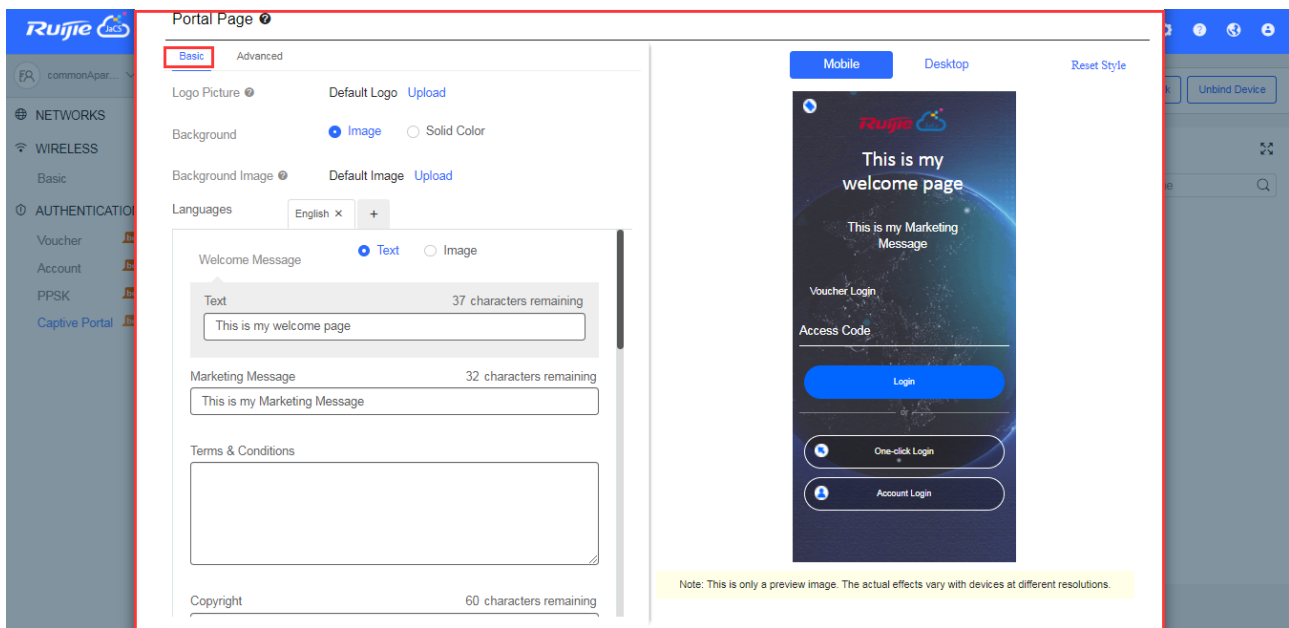 Ruijie JaCS
Portal Page
Basic Advanced
Mobile Desktop Reset Style
commonApar...
Unbind Device
Logo Picture Default Logo Upload
NETWORKS
Background Image Solid Color
WIRELESS
Basic
Background Image Default Image Upload
AUTHENTICATIO
Languages English × +
Voucher
Account
PPSK
Captive Portal
Welcome Message Text Image
Text 37 characters remaining
This is my welcome page
Marketing Message 32 characters remaining
This is my Marketing Message
Terms & Conditions
Copyright 60 characters remaining
Ruijie
This is my
welcome page
This is my Marketing
Message
Voucher Login
Access Code
Login
or
One-click Login
Account Login
Note: This is only a preview image. The actual effects vary with devices at different resolutions.